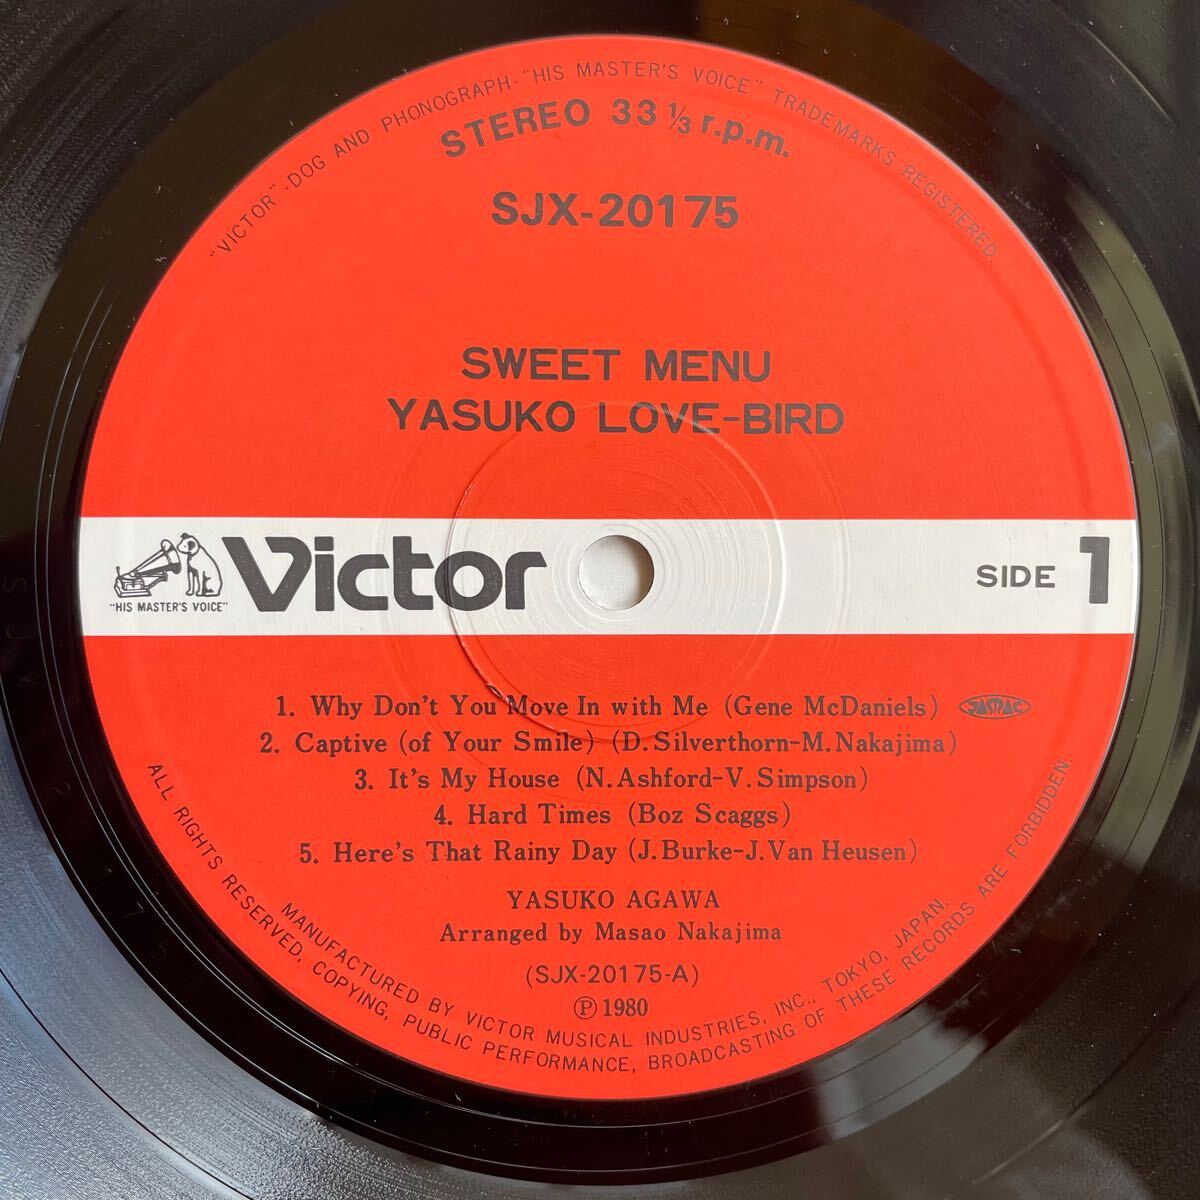 "VICTOR"·DOG AND PHONOGRAPH·"HIS MASTER'S VOICE" TRADEMARKS REGISTERED.
STEREO 33 1/3 r.p.m.
SJX-20175
SWEET MENU
YASUKO LOVE-BIRD
"HIS MASTER'S VOICE"
Victor
SIDE 1
1. Why Don't You Move In with Me (Gene McDaniels) JASRAC
2. Captive (of Your Smile) (D.Silverthorn-M.Nakajima)
3. It's My House (N.Ashford-V.Simpson)
4. Hard Times (Boz Scaggs)
5. Here's That Rainy Day (J.Burke-J.Van Heusen)
YASUKO AGAWA
Arranged by Masao Nakajima
(SJX-20175-A)
Ⓟ 1980
MANUFACTURED BY VICTOR MUSICAL INDUSTRIES, INC., TOKYO, JAPAN.
ALL RIGHTS RESERVED, COPYING, PUBLIC PERFORMANCE, BROADCASTING OF THESE RECORDS ARE FORBIDDEN.